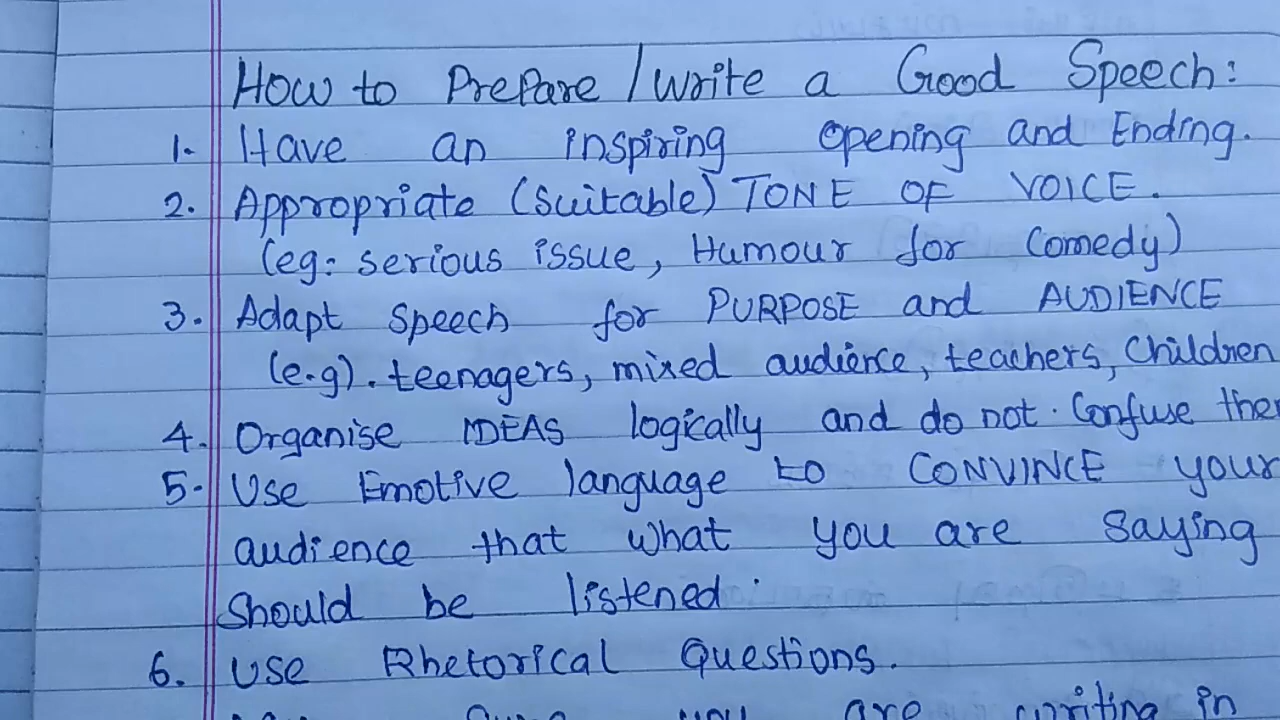 How to Prepare / Write a Good Speech:
1. Have an inspiring opening and Ending.
2. Appropriate (Suitable) TONE OF VOICE.
(eg: serious issue, Humour for Comedy)
3. Adapt Speech for PURPOSE and AUDIENCE
(e.g). teenagers, mixed audience, teachers, Children
4. Organise IDEAS logically and do not. Confuse
5. Use Emotive language to CONVINCE your
audience that what you are saying
Should be listened.
6. Use Rhetorical Questions.
you are writing in